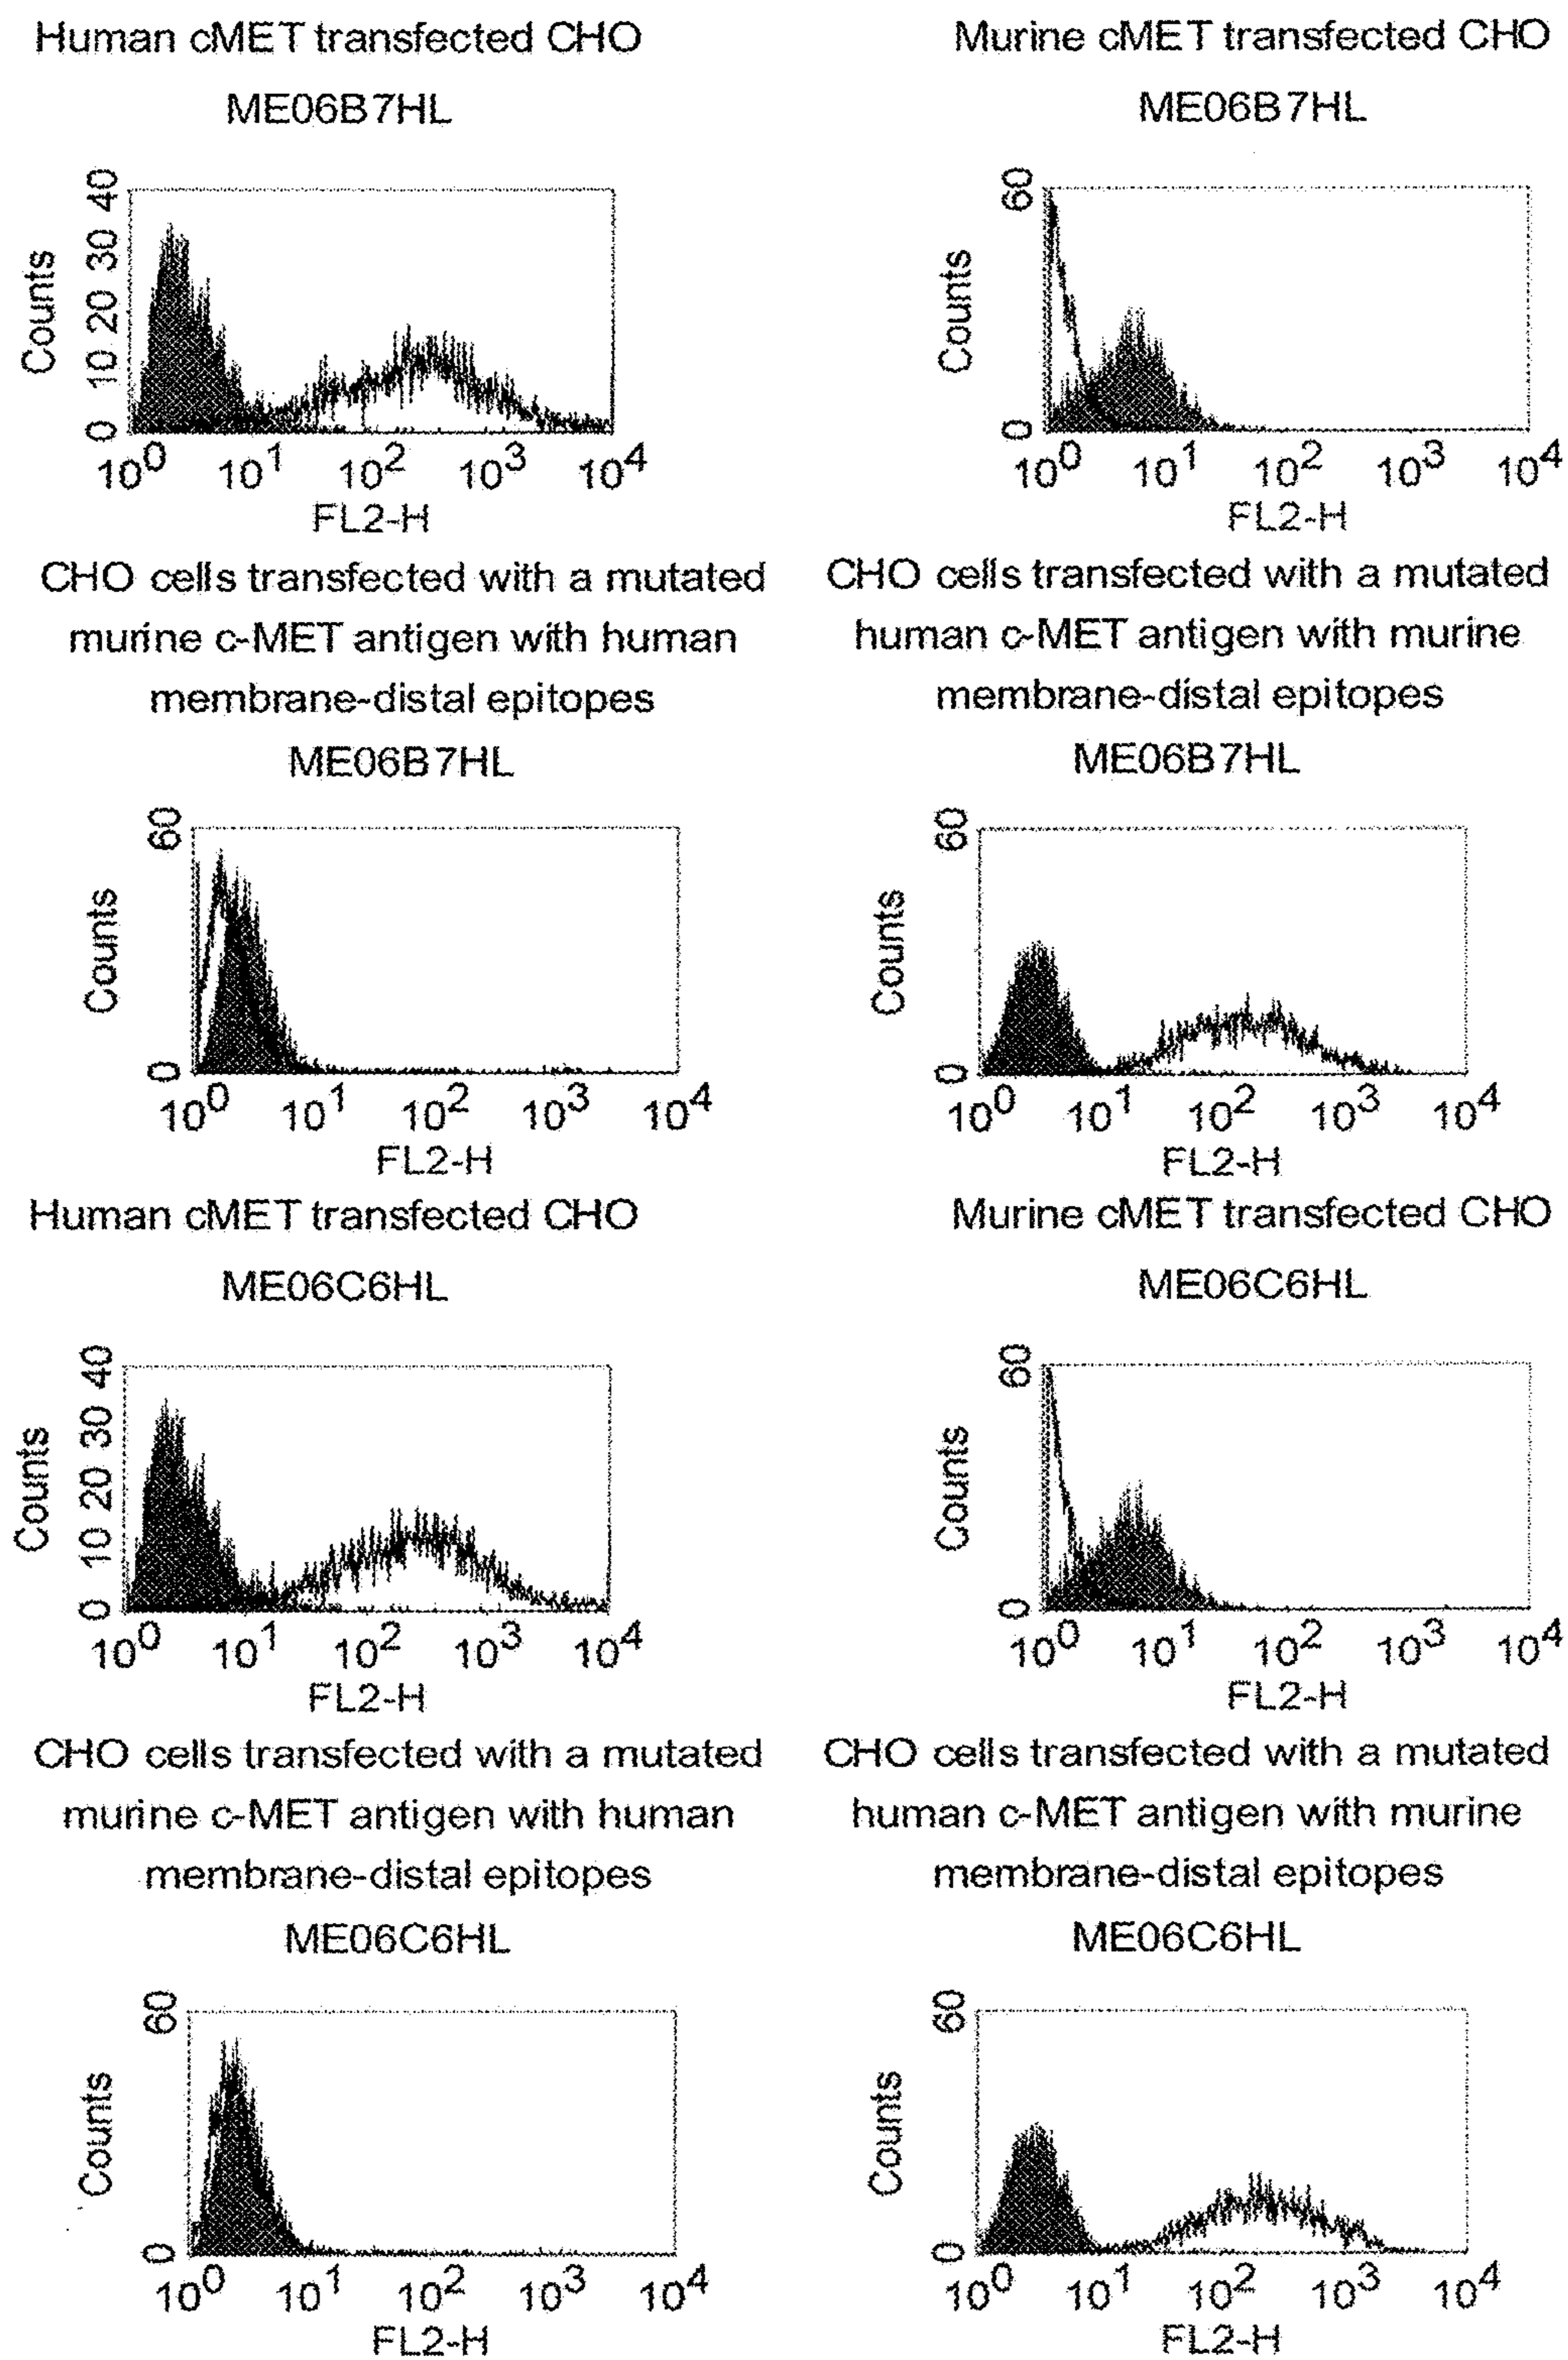 Human cMET transfected CHO
ME06B7HL
Counts
40
30
20
10
0
10^0 10^1 10^2 10^3 10^4
FL2-H
Murine cMET transfected CHO
ME06B7HL
Counts
60
0
10^0 10^1 10^2 10^3 10^4
FL2-H
CHO cells transfected with a mutated
murine c-MET antigen with human
membrane-distal epitopes
ME06B7HL
Counts
60
0
10^0 10^1 10^2 10^3 10^4
FL2-H
CHO cells transfected with a mutated
human c-MET antigen with murine
membrane-distal epitopes
ME06B7HL
Counts
60
0
10^0 10^1 10^2 10^3 10^4
FL2-H
Human cMET transfected CHO
ME06C6HL
Counts
40
30
20
10
0
10^0 10^1 10^2 10^3 10^4
FL2-H
Murine cMET transfected CHO
ME06C6HL
Counts
60
0
10^0 10^1 10^2 10^3 10^4
FL2-H
CHO cells transfected with a mutated
murine c-MET antigen with human
membrane-distal epitopes
ME06C6HL
Counts
60
0
10^0 10^1 10^2 10^3 10^4
FL2-H
CHO cells transfected with a mutated
human c-MET antigen with murine
membrane-distal epitopes
ME06C6HL
Counts
60
0
10^0 10^1 10^2 10^3 10^4
FL2-H